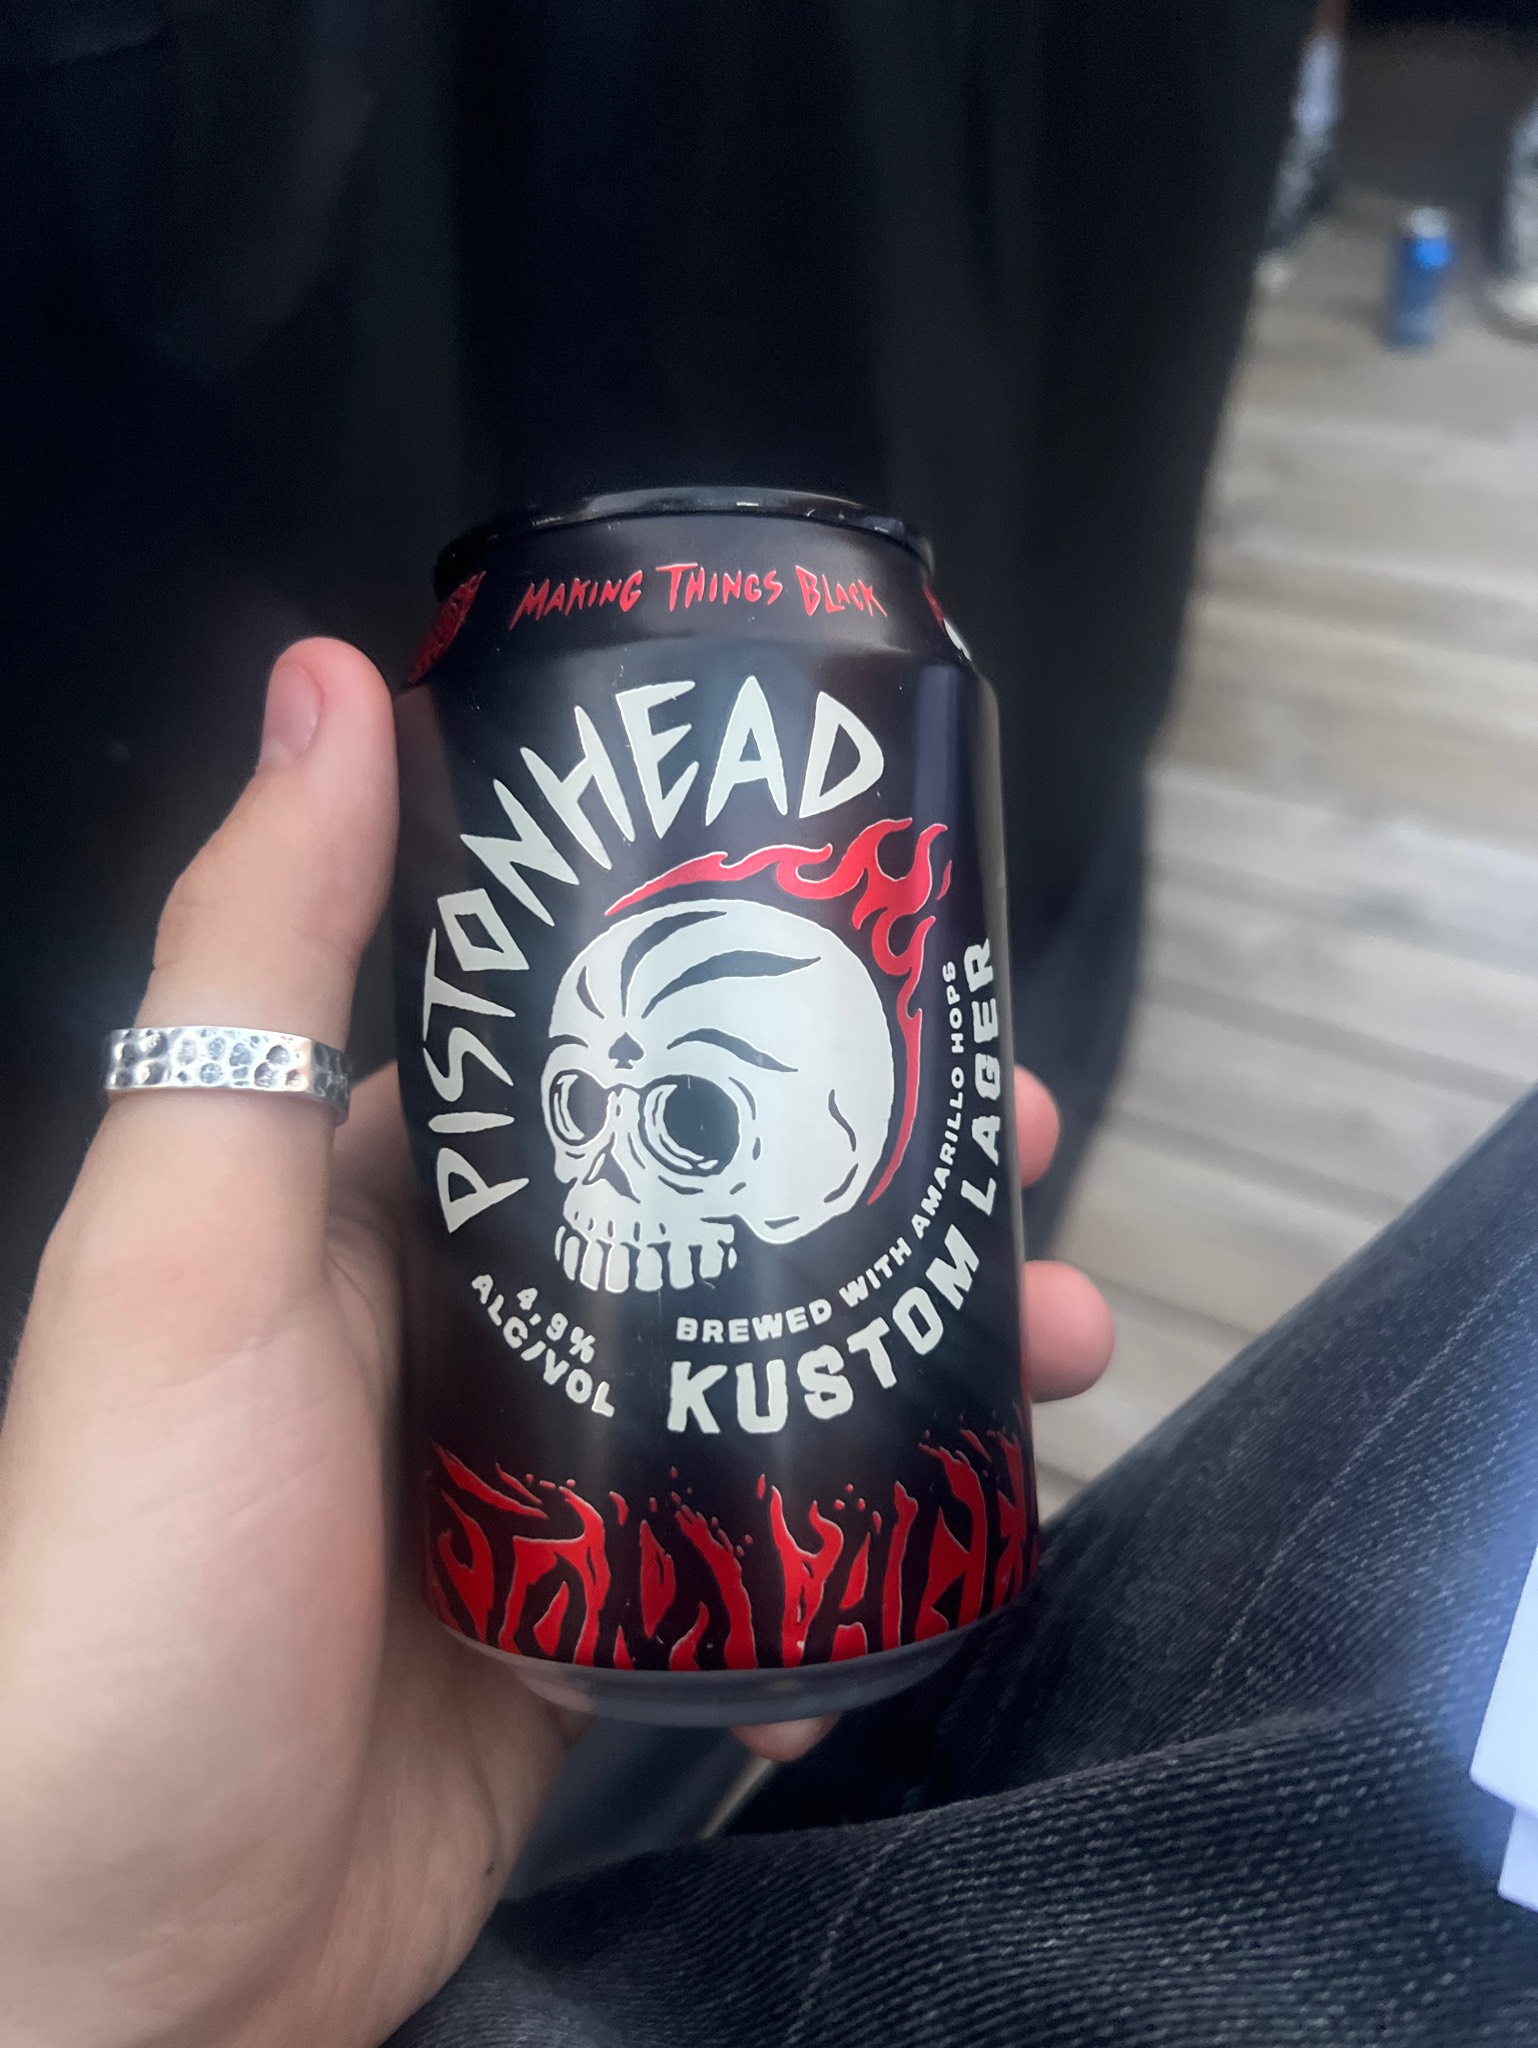 MAKING THINGS BLACK
PISTONHEAD
4,9%
ALC/VOL
BREWED WITH AMARILLO HOPS
KUSTOM LAGER